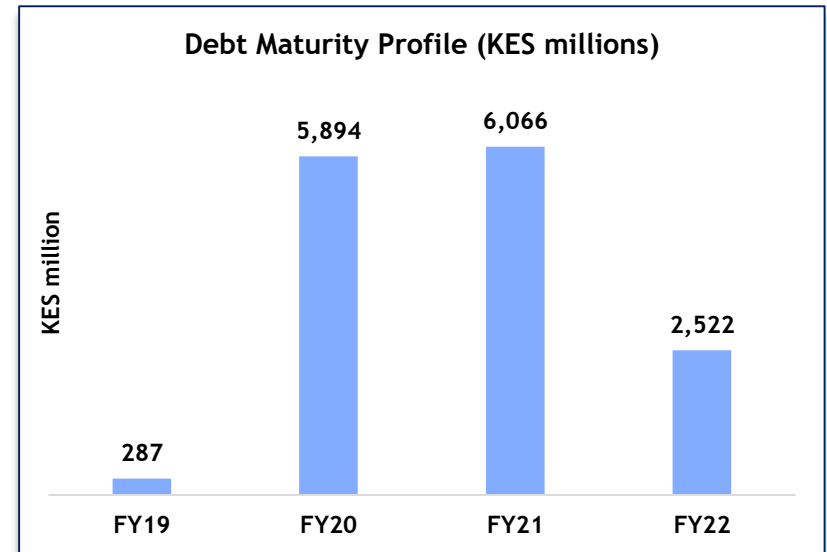 Debt Maturity Profile (KES millions)
KES million
287
5,894
6,066
2,522
FY19
FY20
FY21
FY22